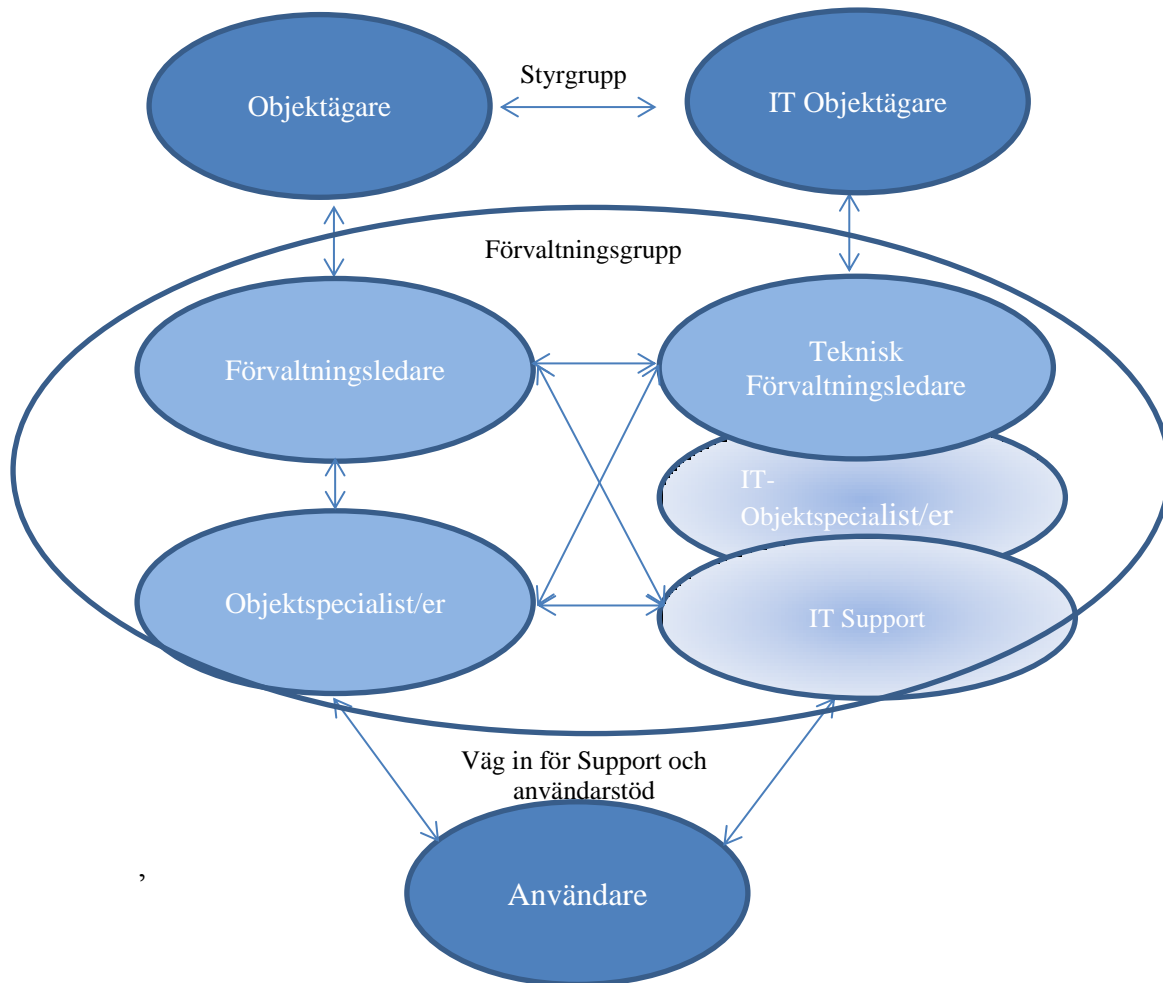 Styrgrupp
Objektägare
IT Objektägare
Förvaltningsgrupp
Förvaltningsledare
Teknisk
Förvaltningsledare
IT-
Objektspecialist/er
Objektspecialist/er
IT Support
Väg in för Support och
användarstöd
,
Användare